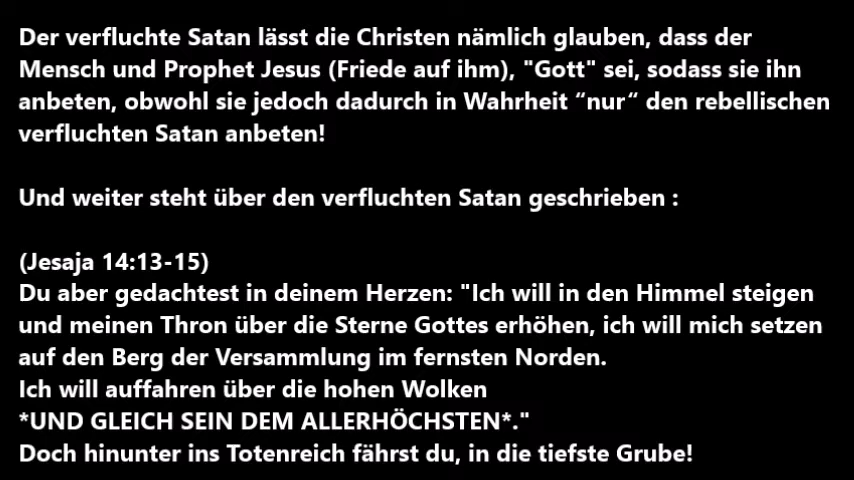 Der verfluchte Satan lässt die Christen nämlich glauben, dass der
Mensch und Prophet Jesus (Friede auf ihm), "Gott" sei, sodass sie ihn
anbeten, obwohl sie jedoch dadurch in Wahrheit “nur“ den rebellischen
verfluchten Satan anbeten!
Und weiter steht über den verfluchten Satan geschrieben :
(Jesaja 14:13-15)
Du aber gedachtest in deinem Herzen: "Ich will in den Himmel steigen
und meinen Thron über die Sterne Gottes erhöhen, ich will mich setzen
auf den Berg der Versammlung im fernsten Norden.
Ich will auffahren über die hohen Wolken
*UND GLEICH SEIN DEM ALLERHÖCHSTEN*."
Doch hinunter ins Totenreich fährst du, in die tiefste Grube!